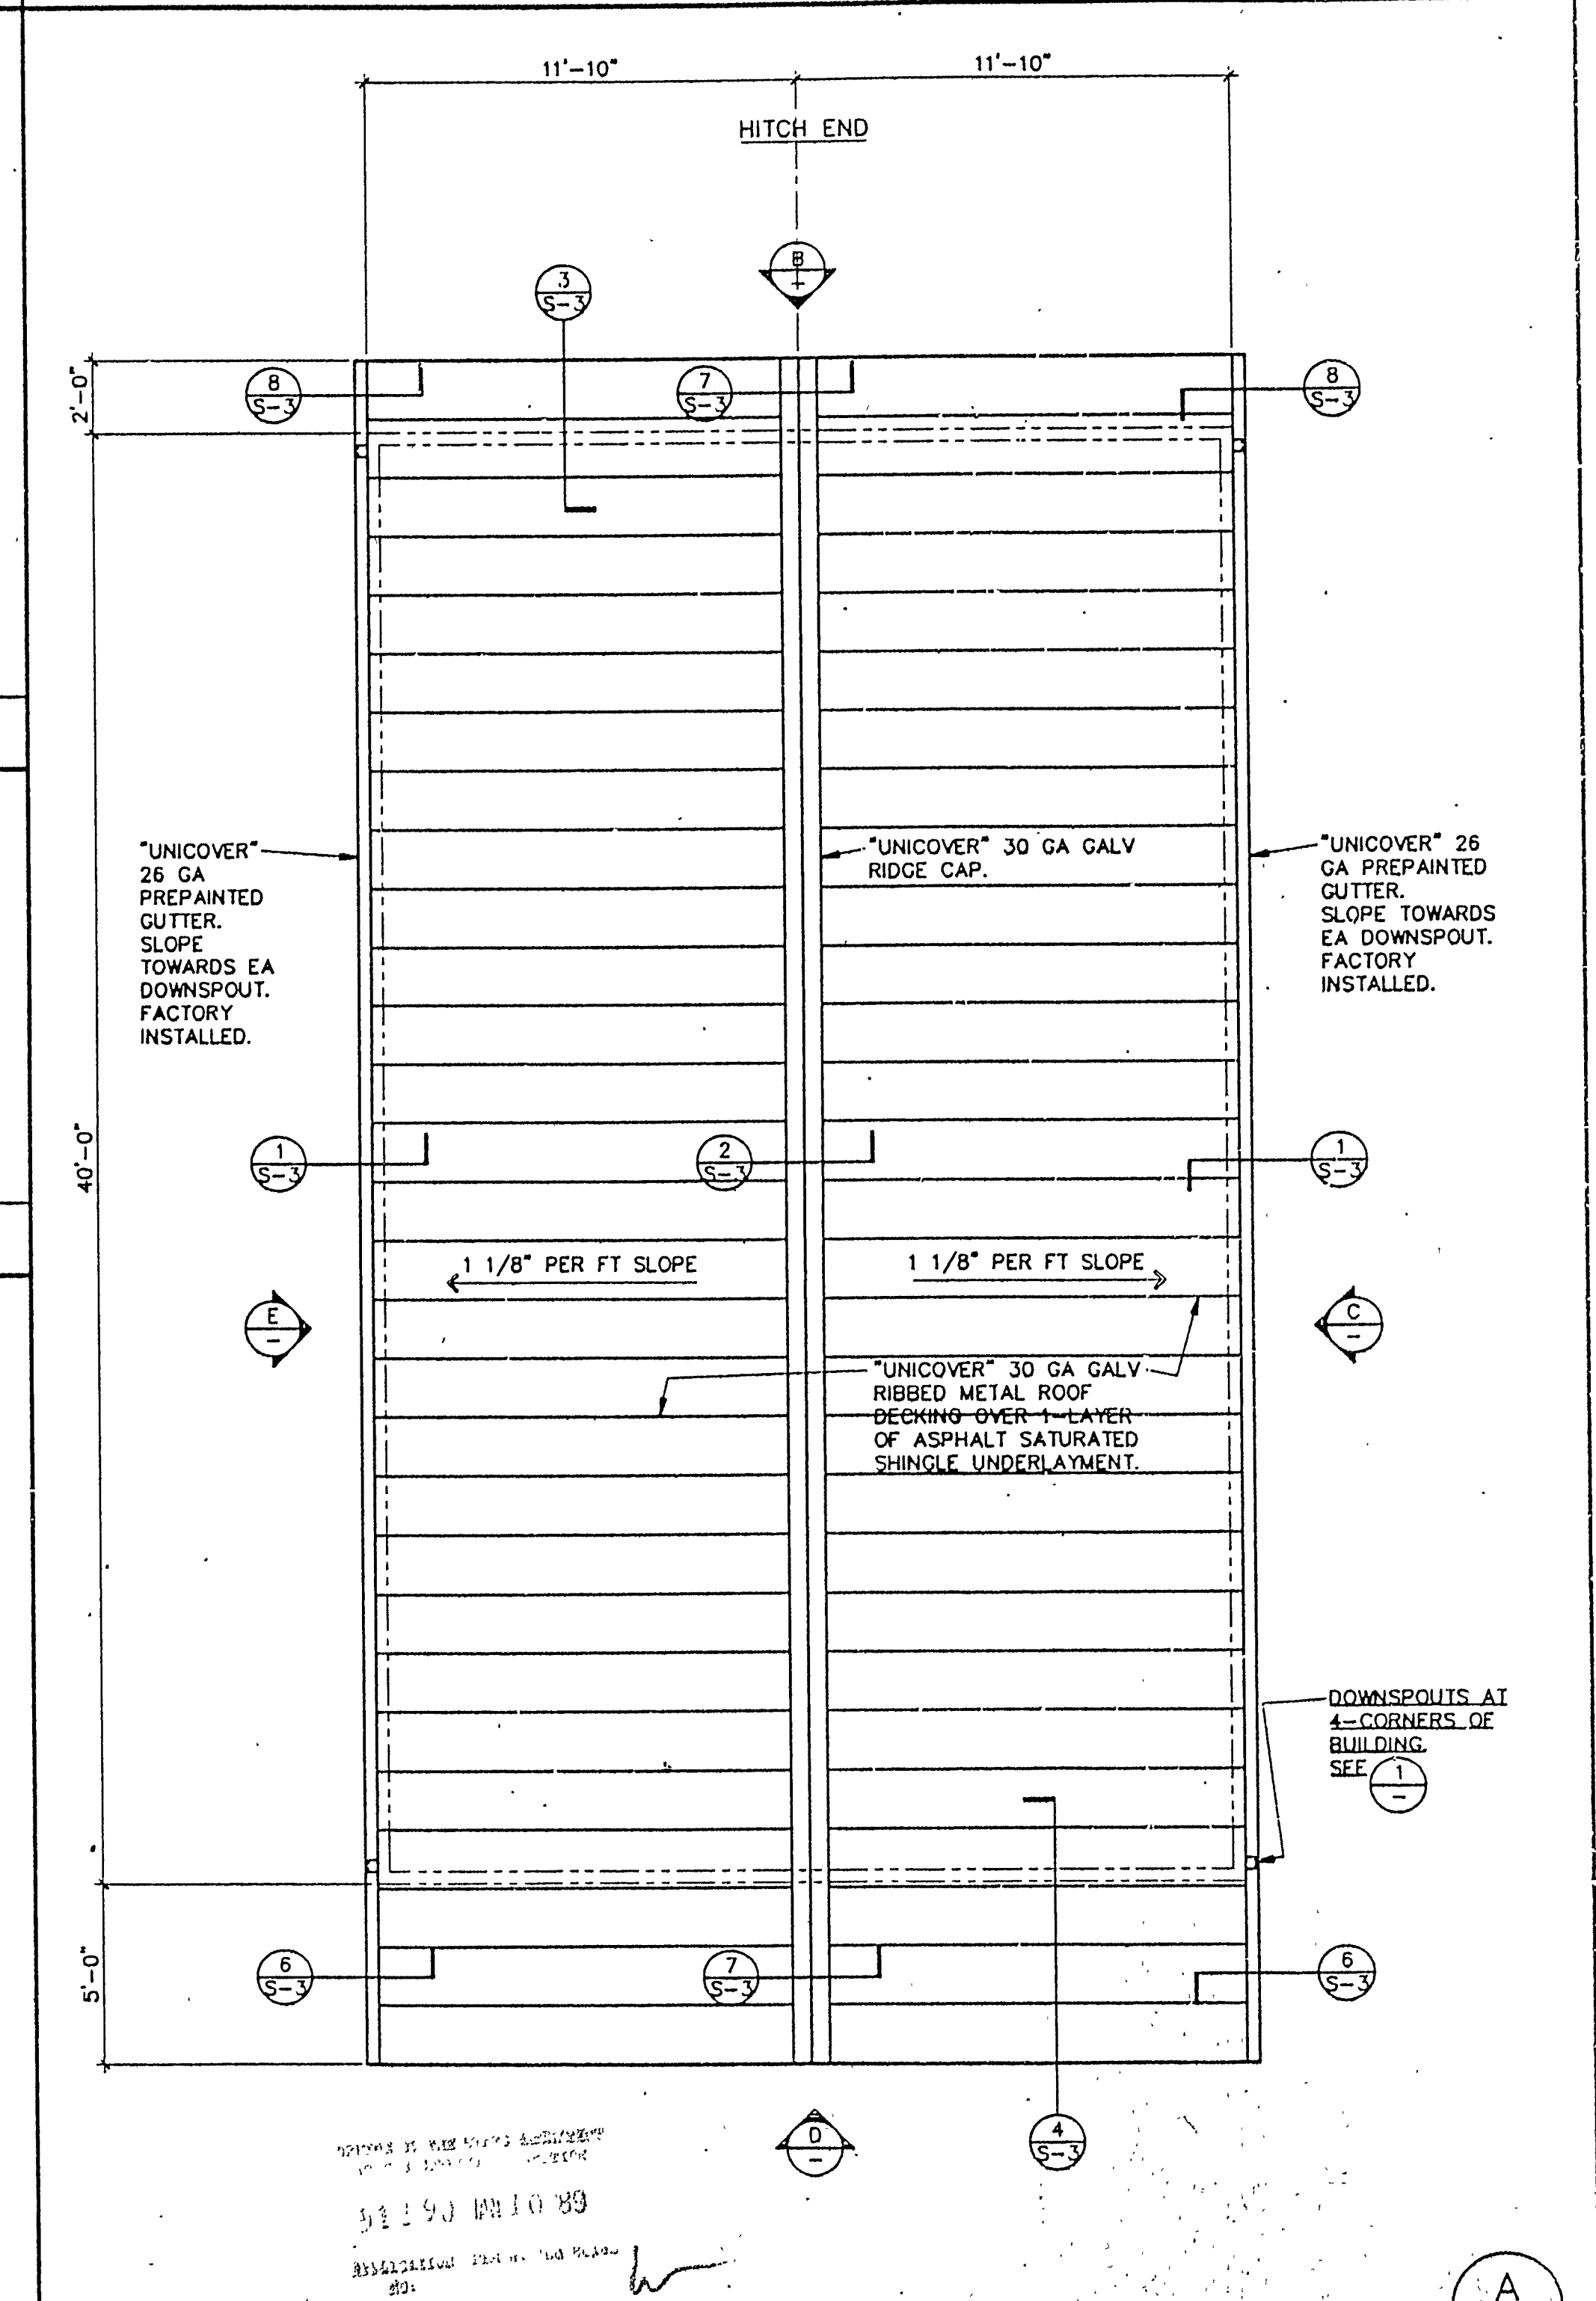 11'-10" 11'-10"
HITCH END
B
3
S-3
2'-0"
8
S-3
7
S-3
8
S-3
"UNICOVER"
26 GA
PREPAINTED
GUTTER.
SLOPE
TOWARDS EA
DOWNSPOUT.
FACTORY
INSTALLED.
"UNICOVER" 30 GA GALV
RIDGE CAP.
"UNICOVER" 26
GA PREPAINTED
GUTTER.
SLOPE TOWARDS
EA DOWNSPOUT.
FACTORY
INSTALLED.
40'-0"
1
S-3
2
S-3
1
S-3
1 1/8" PER FT SLOPE
1 1/8" PER FT SLOPE
E
-
C
-
"UNICOVER" 30 GA GALV
RIBBED METAL ROOF
DECKING OVER 1-LAYER
OF ASPHALT SATURATED
SHINGLE UNDERLAYMENT.
DOWNSPOUTS AT
4-CORNERS OF
BUILDING.
SEE 1
-
5'-0"
6
S-3
7
S-3
6
S-3
D
-
4
S-3
10 '89
A